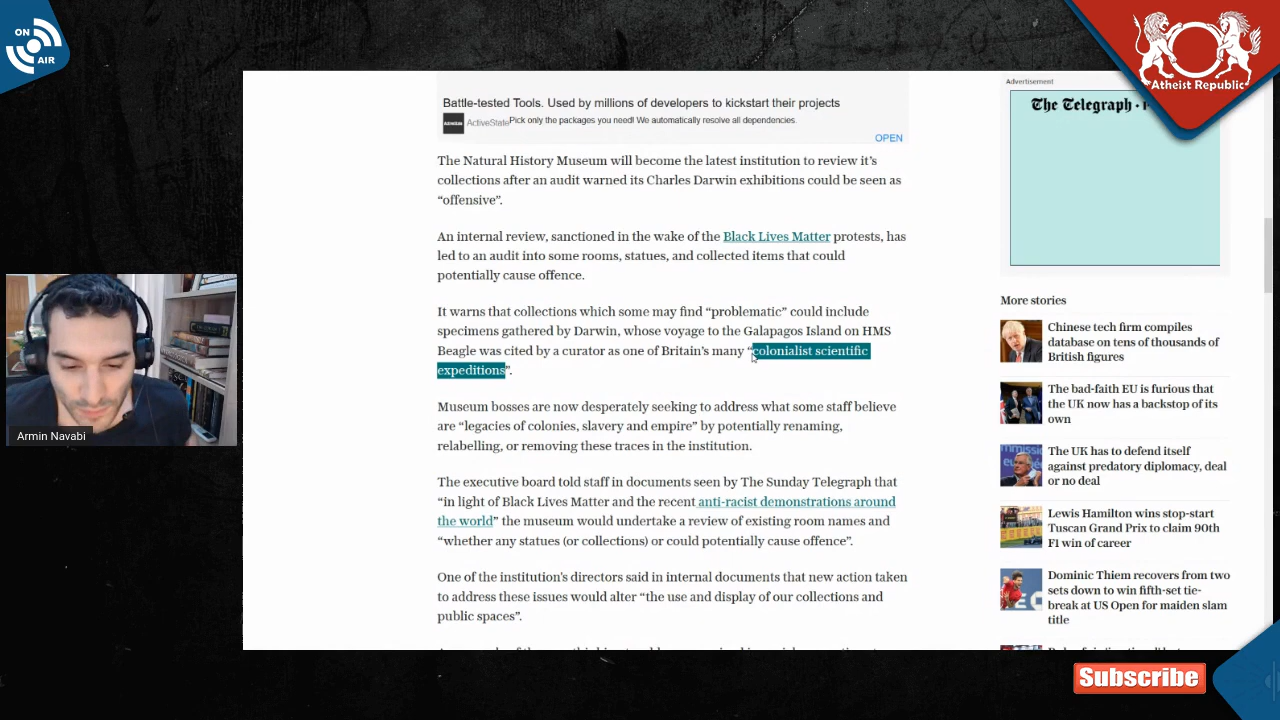 ON
AIR
Atheist Republic
Battle-tested Tools. Used by millions of developers to kickstart their projects
ActiveState
Pick only the packages you need! We automatically resolve all dependencies.
OPEN
The Natural History Museum will become the latest institution to review it’s
collections after an audit warned its Charles Darwin exhibitions could be seen as
“offensive”.
An internal review, sanctioned in the wake of the Black Lives Matter protests, has
led to an audit into some rooms, statues, and collected items that could
potentially cause offence.
It warns that collections which some may find “problematic” could include
specimens gathered by Darwin, whose voyage to the Galapagos Island on HMS
Beagle was cited by a curator as one of Britain’s many “colonialist scientific
expeditions”.
Museum bosses are now desperately seeking to address what some staff believe
are “legacies of colonies, slavery and empire” by potentially renaming,
relabelling, or removing these traces in the institution.
The executive board told staff in documents seen by The Sunday Telegraph that
“in light of Black Lives Matter and the recent anti-racist demonstrations around
the world” the museum would undertake a review of existing room names and
“whether any statues (or collections) or could potentially cause offence”.
One of the institution’s directors said in internal documents that new action taken
to address these issues would alter “the use and display of our collections and
public spaces”.
Advertisement
The Telegraph
More stories
Chinese tech firm compiles
database on tens of thousands of
British figures
The bad-faith EU is furious that
the UK now has a backstop of its
own
The UK has to defend itself
against predatory diplomacy, deal
or no deal
Lewis Hamilton wins stop-start
Tuscan Grand Prix to claim 90th
F1 win of career
Dominic Thiem recovers from two
sets down to win fifth-set tie-
break at US Open for maiden slam
title
Armin Navabi
Subscribe